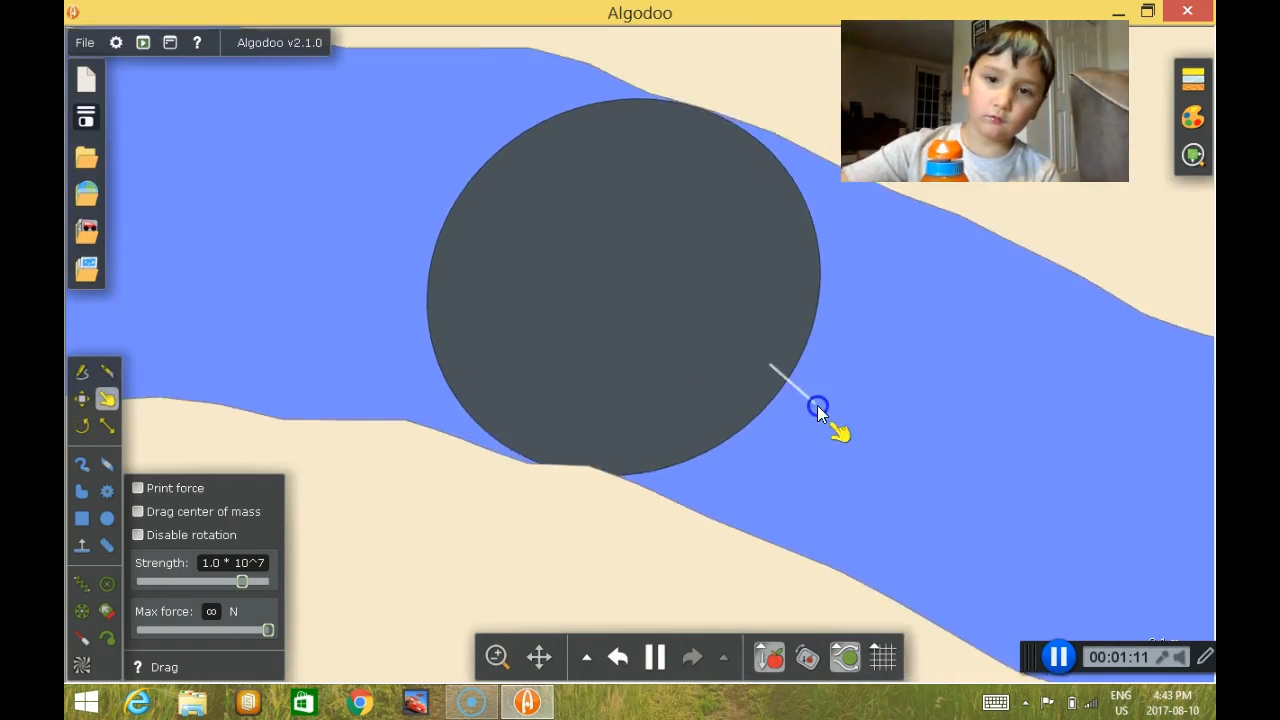 Algodoo
File
?
Algodoo v2.1.0
Print force
Drag center of mass
Disable rotation
Strength: 1.0 * 10^7
Max force: ∞ N
? Drag
00:01:11
ENG
US
4:43 PM
2017-08-10